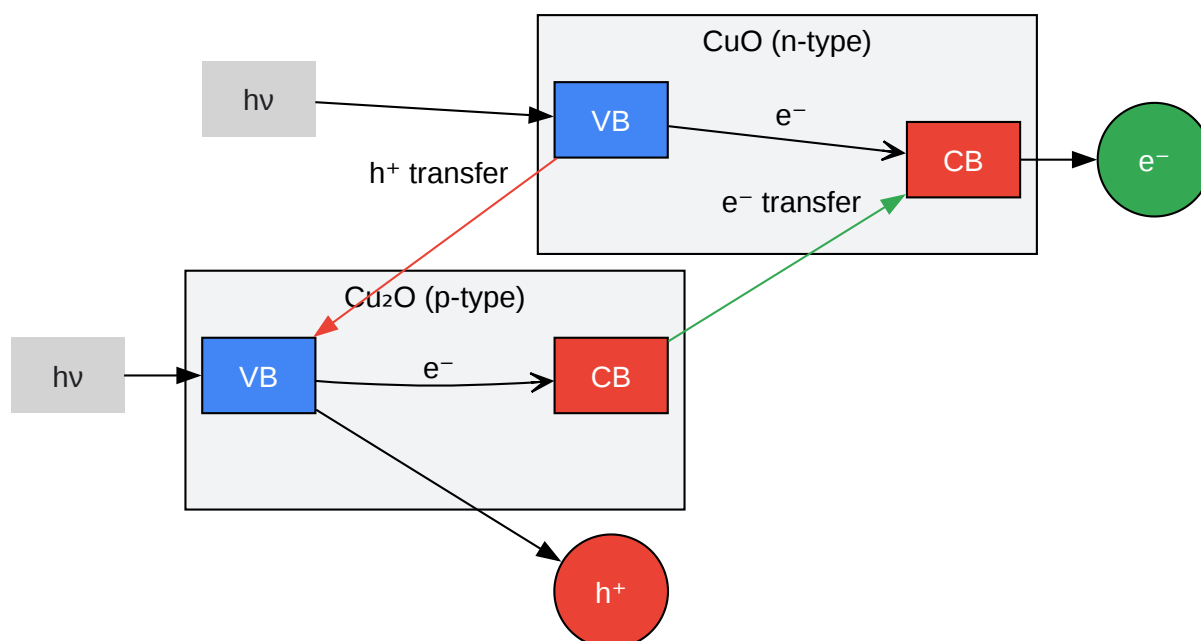 CuO (n-type)
hν
VB
e⁻
CB
e⁻
h⁺ transfer
e⁻ transfer
Cu₂O (p-type)
hν
VB
e⁻
CB
h⁺